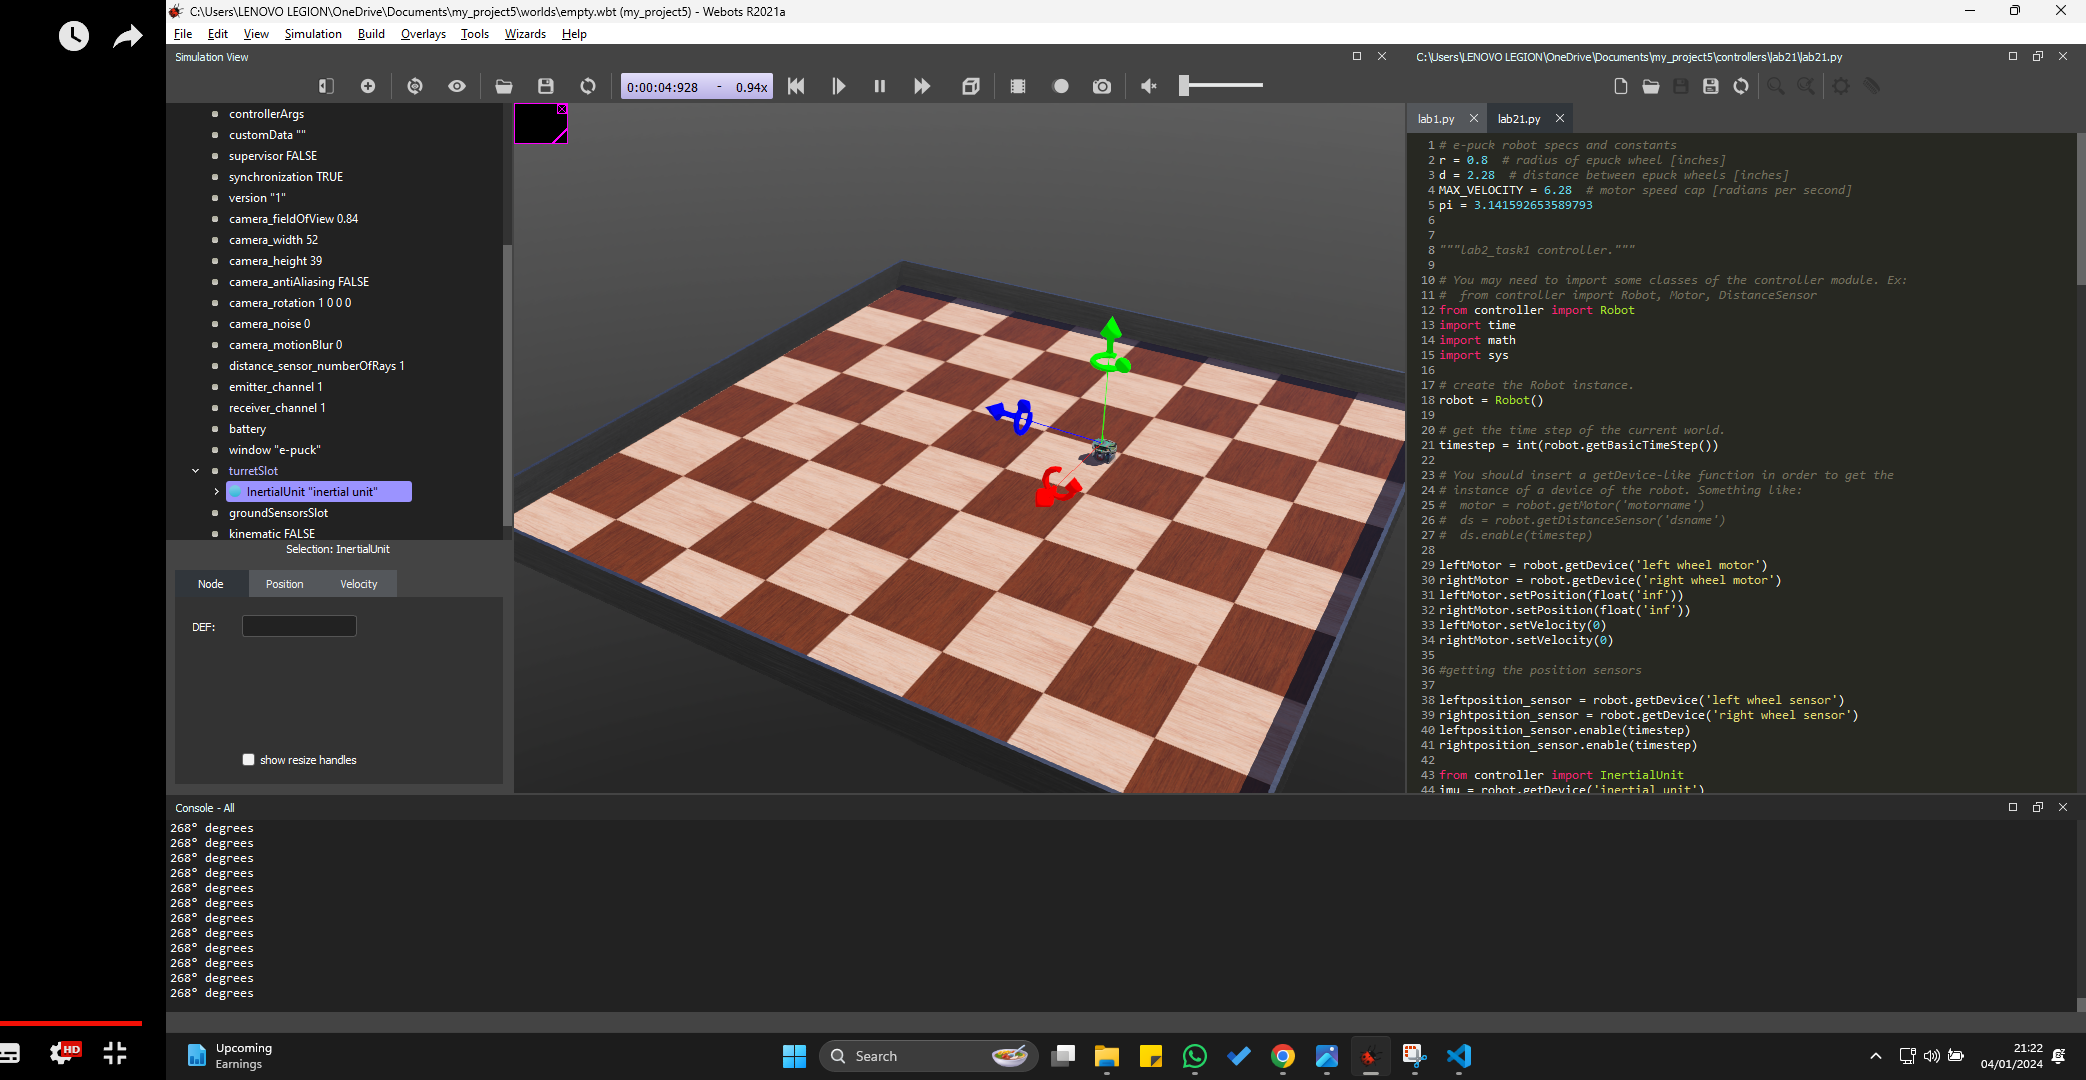 C:\Users\LENOVO LEGION\OneDrive\Documents\my_project5\worlds\empty.wbt (my_project5) - Webots R2021a
File Edit View Simulation Build Overlays Tools Wizards Help
Simulation View
0:00:04:928 - 0.94x
controllerArgs
customData ""
supervisor FALSE
synchronization TRUE
version "1"
camera_fieldOfView 0.84
camera_width 52
camera_height 39
camera_antiAliasing FALSE
camera_rotation 1 0 0 0
camera_noise 0
camera_motionBlur 0
distance_sensor_numberOfRays 1
emitter_channel 1
receiver_channel 1
battery
window "e-puck"
turretSlot
InertialUnit "inertial unit"
groundSensorsSlot
kinematic FALSE
Selection: InertialUnit
Node Position Velocity
DEF:
show resize handles
C:\Users\LENOVO LEGION\OneDrive\Documents\my_project5\controllers\lab21\lab21.py
lab1.py lab21.py
1 # e-puck robot specs and constants
2 r = 0.8  # radius of epuck wheel [inches]
3 d = 2.28  # distance between epuck wheels [inches]
4 MAX_VELOCITY = 6.28  # motor speed cap [radians per second]
5 pi = 3.141592653589793
6
7
8 """lab2_task1 controller."""
9
10 # You may need to import some classes of the controller module. Ex:
11 #  from controller import Robot, Motor, DistanceSensor
12 from controller import Robot
13 import time
14 import math
15 import sys
16
17 # create the Robot instance.
18 robot = Robot()
19
20 # get the time step of the current world.
21 timestep = int(robot.getBasicTimeStep())
22
23 # You should insert a getDevice-like function in order to get the
24 # instance of a device of the robot. Something like:
25 #  motor = robot.getMotor('motorname')
26 #  ds = robot.getDistanceSensor('dsname')
27 #  ds.enable(timestep)
28
29 leftMotor = robot.getDevice('left wheel motor')
30 rightMotor = robot.getDevice('right wheel motor')
31 leftMotor.setPosition(float('inf'))
32 rightMotor.setPosition(float('inf'))
33 leftMotor.setVelocity(0)
34 rightMotor.setVelocity(0)
35
36 #getting the position sensors
37
38 leftposition_sensor = robot.getDevice('left wheel sensor')
39 rightposition_sensor = robot.getDevice('right wheel sensor')
40 leftposition_sensor.enable(timestep)
41 rightposition_sensor.enable(timestep)
42
43 from controller import InertialUnit
44 imu = robot.getDevice('inertial unit')
Console - All
268° degrees
268° degrees
268° degrees
268° degrees
268° degrees
268° degrees
268° degrees
268° degrees
268° degrees
268° degrees
268° degrees
268° degrees
HD
Upcoming
Earnings
Search
21:22
04/01/2024